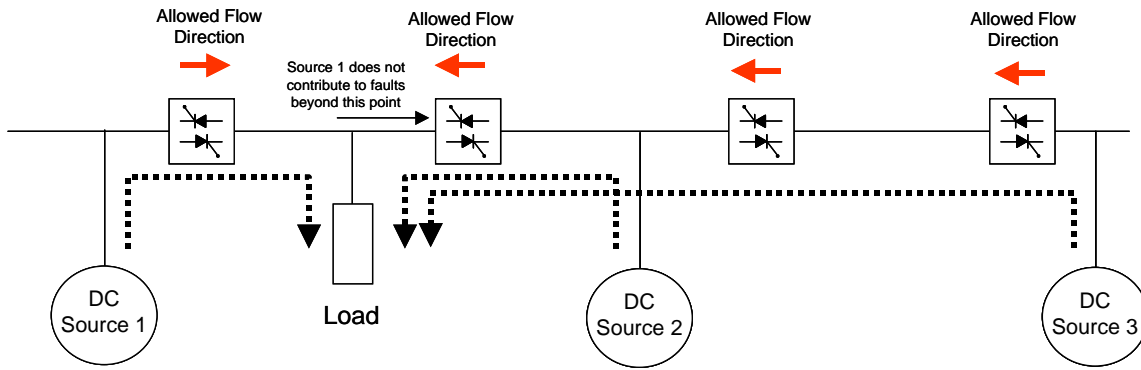 Allowed Flow
Direction
Allowed Flow
Direction
Allowed Flow
Direction
Allowed Flow
Direction
Source 1 does not
contribute to faults
beyond this point
DC
Source 1
Load
DC
Source 2
DC
Source 3